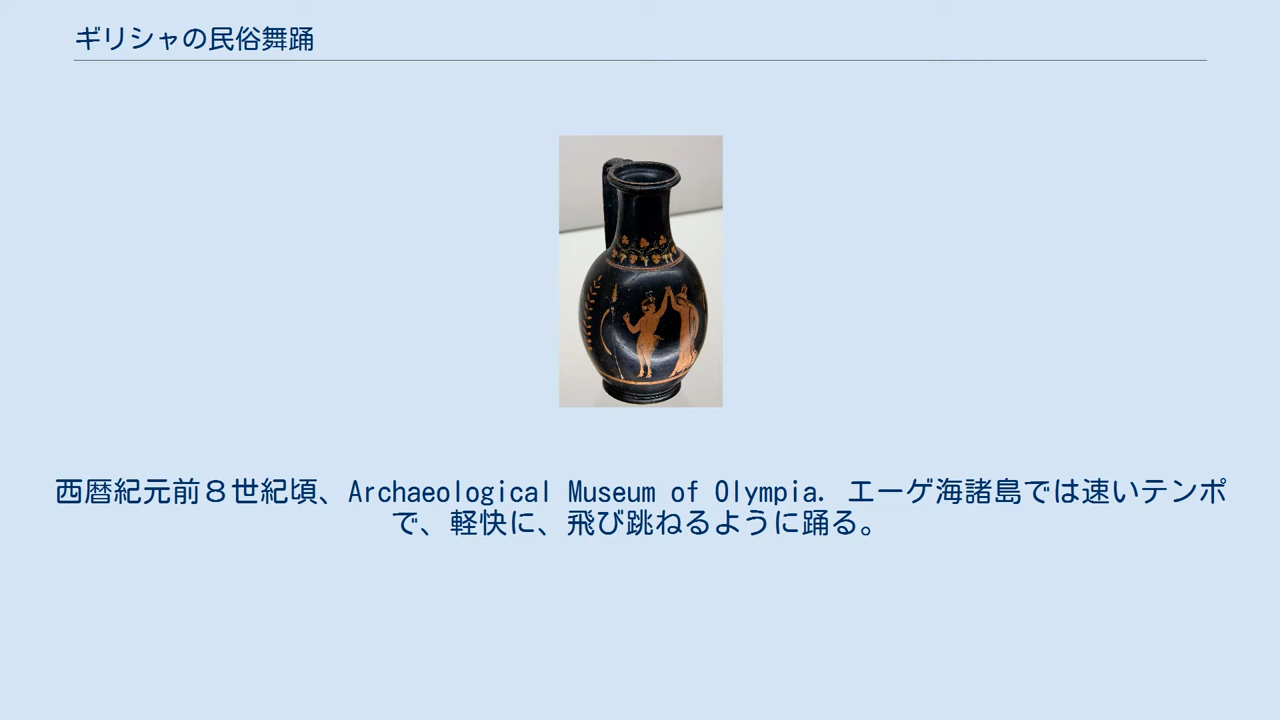 ギリシャの民俗舞踊
西暦紀元前８世紀頃、Archaeological Museum of Olympia. エーゲ海諸島では速いテンポ
で、軽快に、飛び跳ねるように踊る。